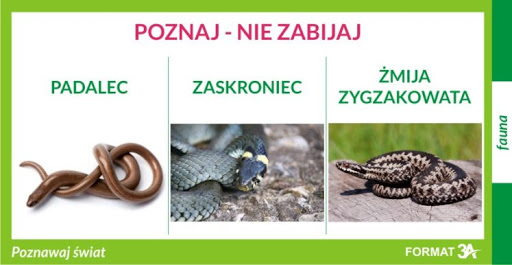 POZNAJ - NIE ZABIJAJ
PADALEC
ZASKRONIEC
ŻMIJA
ZYGZAKOWATA
fauna
Poznawaj świat
FORMAT 3A